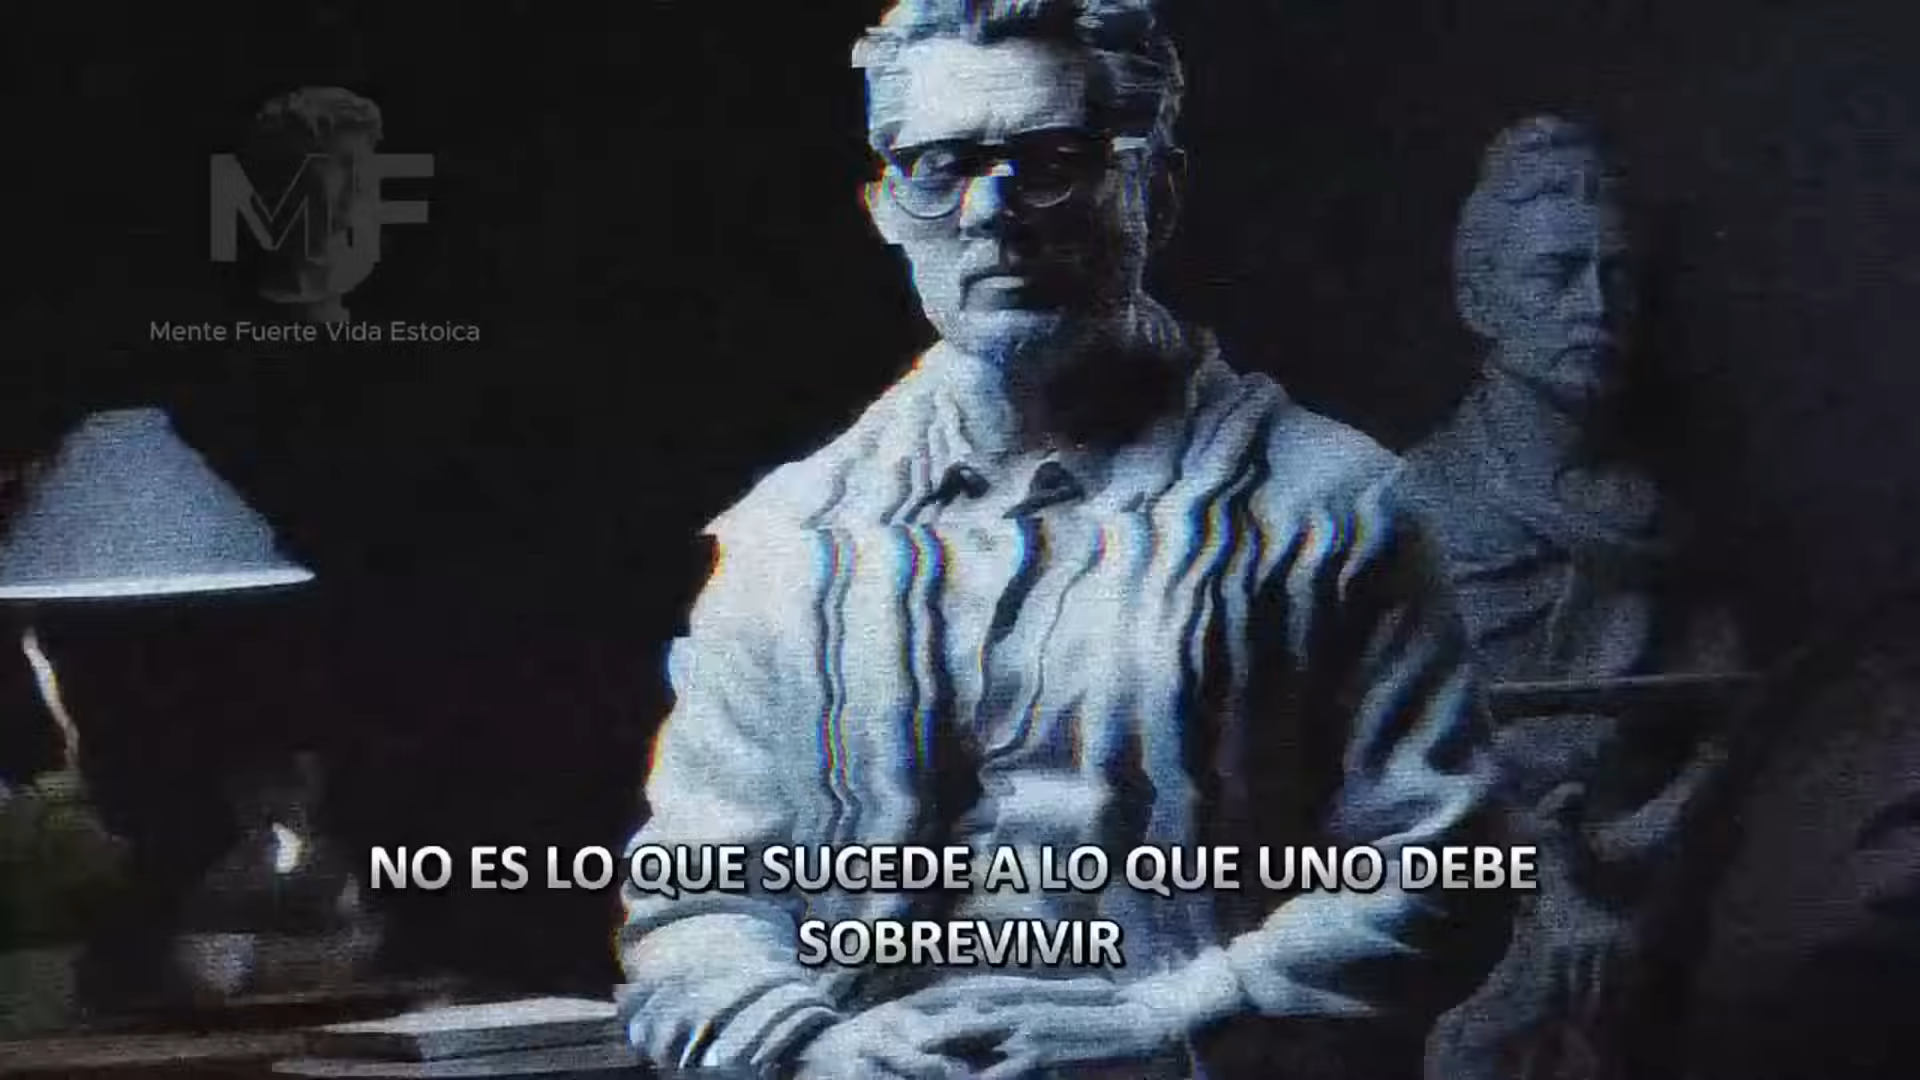 MF
Mente Fuerte Vida Estoica
NO ES LO QUE SUCEDE A LO QUE UNO DEBE
SOBREVIVIR